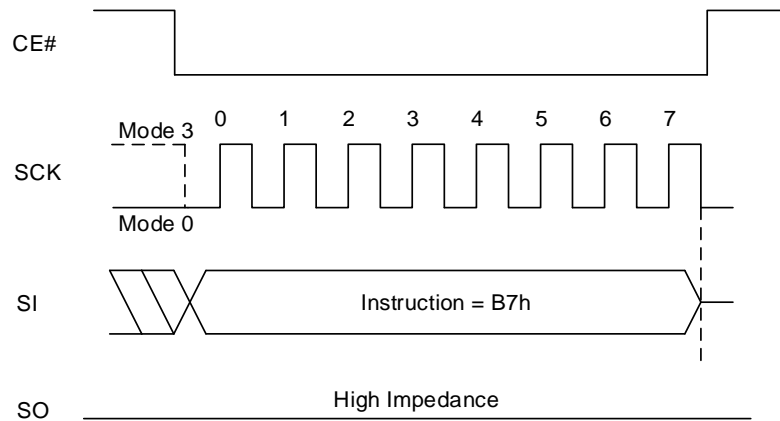 CE#
Mode 3
0 1 2 3 4 5 6 7
SCK
Mode 0
SI
Instruction = B7h
SO
High Impedance